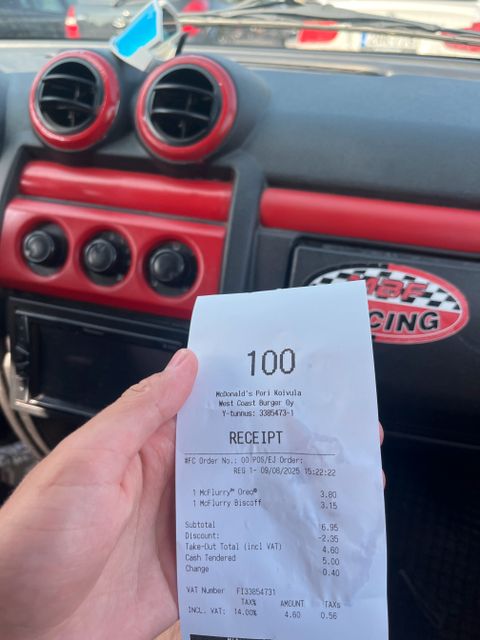 RACING
100
McDonald's Pori Koivula
West Coast Burger Oy
Y-tunnus: 3385473-1
RECEIPT
#FC Order No.: 00 POS/EJ Order:
REG 1- 09/08/2025 15:22:22
1 McFlurry™ Oreo® 3.80
1 McFlurry Biscoff 3.15
Subtotal 6.95
Discount: -2.35
Take-Out Total (incl VAT) 4.60
Cash Tendered 5.00
Change 0.40
VAT Number FI33854731
TAX% AMOUNT TAXs
INCL. VAT: 14.00% 4.60 0.56